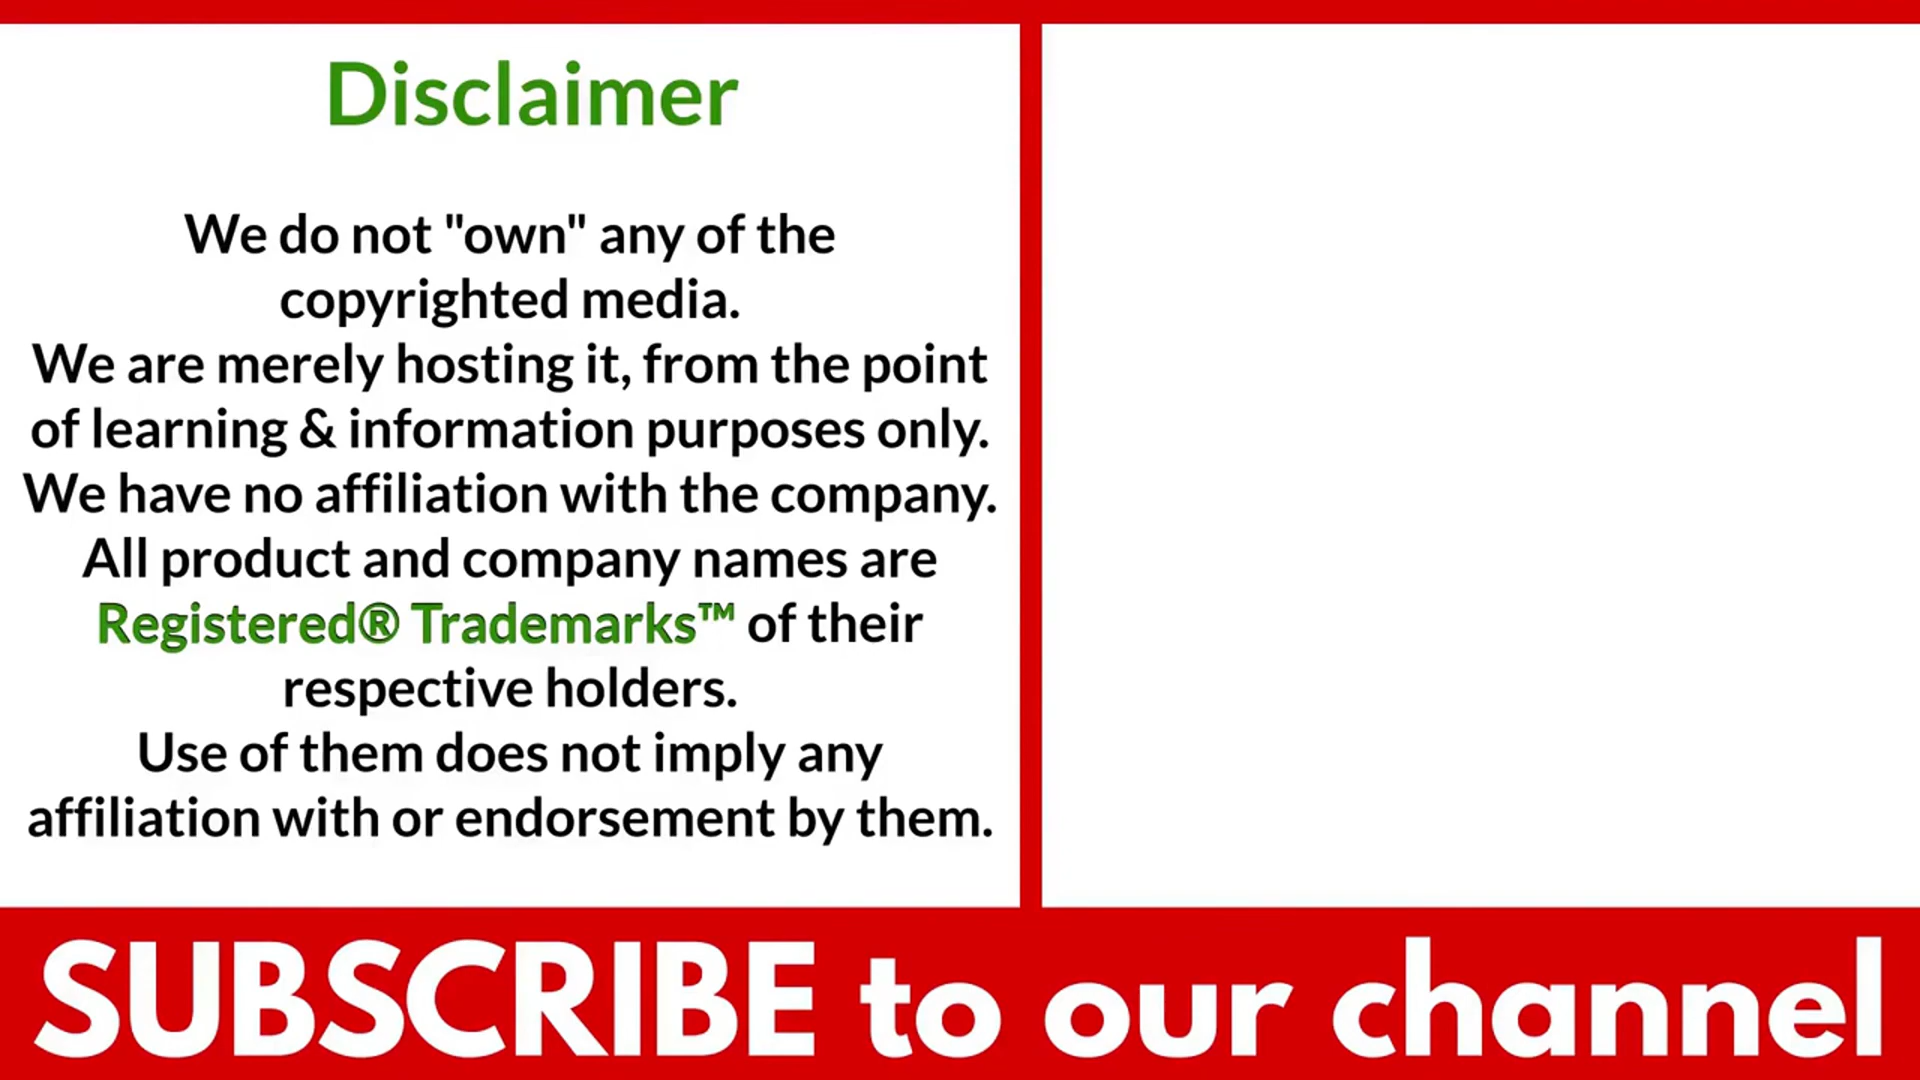 Disclaimer
We do not "own" any of the
copyrighted media.
We are merely hosting it, from the point
of learning & information purposes only.
We have no affiliation with the company.
All product and company names are
Registered® Trademarks™ of their
respective holders.
Use of them does not imply any
affiliation with or endorsement by them.
SUBSCRIBE to our channel